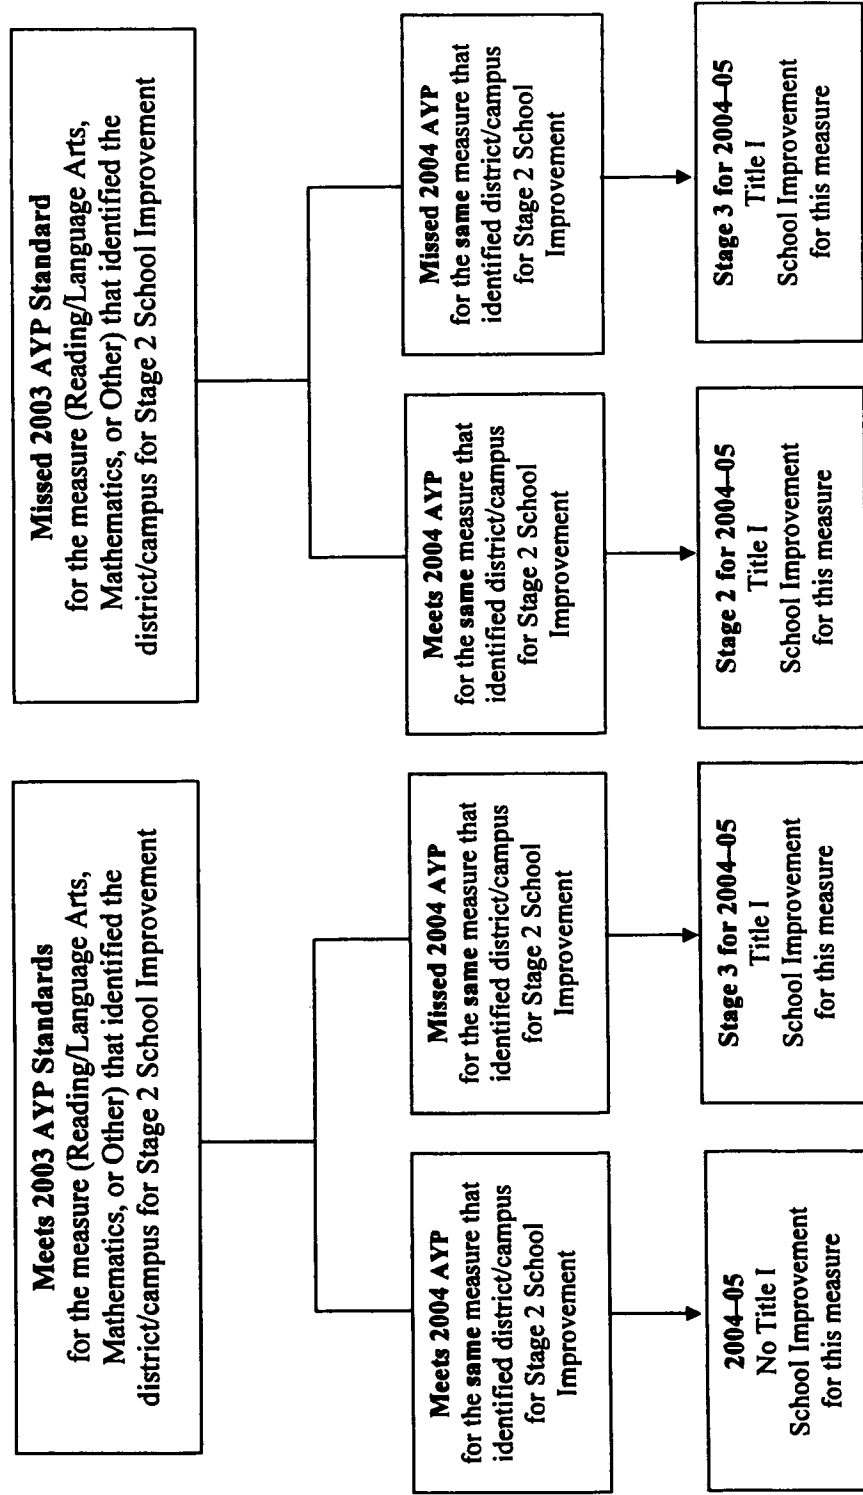 Meets 2003 AYP Standards
for the measure (Reading/Language Arts,
Mathematics, or Other) that identified the
district/campus for Stage 2 School Improvement
Missed 2003 AYP Standard
for the measure (Reading/Language Arts,
Mathematics, or Other) that identified the
district/campus for Stage 2 School Improvement
Meets 2004 AYP
for the same measure that
identified district/campus
for Stage 2 School
Improvement
Missed 2004 AYP
for the same measure that
identified district/campus
for Stage 2 School
Improvement
Meets 2004 AYP
for the same measure that
identified district/campus
for Stage 2 School
Improvement
Missed 2004 AYP
for the same measure that
identified district/campus
for Stage 2 School
Improvement
2004–05
No Title I
School Improvement
for this measure
Stage 3 for 2004–05
Title I
School Improvement
for this measure
Stage 2 for 2004–05
Title I
School Improvement
for this measure
Stage 3 for 2004–05
Title I
School Improvement
for this measure